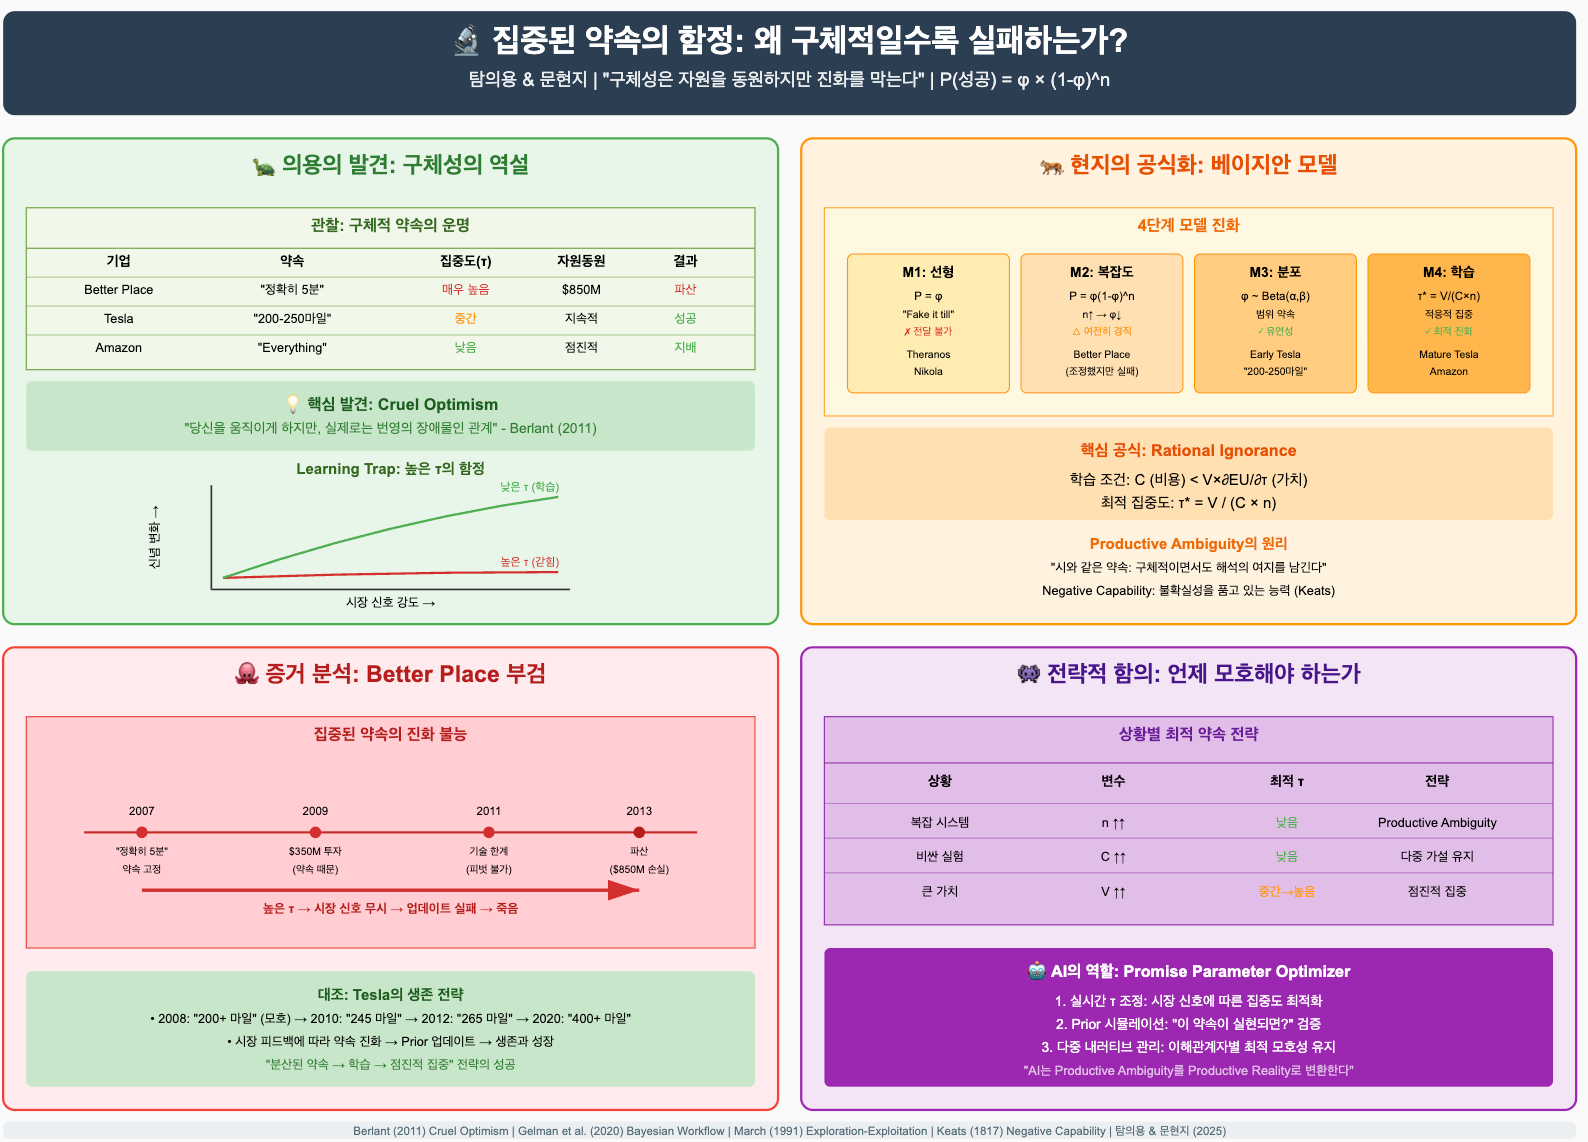 🔬 집중된 약속의 함정: 왜 구체적일수록 실패하는가?
탐의용 & 문현지 | "구체성은 자원을 동원하지만 진화를 막는다" | P(성공) = φ × (1-φ)^n
🐢 의용의 발견: 구체성의 역설
관찰: 구체적 약속의 운명
기업 약속 집중도(τ) 자원동원 결과
Better Place "정확히 5분" 매우 높음 $850M 파산
Tesla "200-250마일" 중간 지속적 성공
Amazon "Everything" 낮음 점진적 지배
💡 핵심 발견: Cruel Optimism
"당신을 움직이게 하지만, 실제로는 번영의 장애물인 관계" - Berlant (2011)
Learning Trap: 높은 τ의 함정
낮은 τ (학습)
신념 변화 →
높은 τ (갇힘)
시장 신호 강도 →
🐅 현지의 공식화: 베이지안 모델
4단계 모델 진화
M1: 선형
P = φ
"Fake it till"
✗ 전달 불가
Theranos
Nikola
M2: 복잡도
P = φ(1-φ)^n
n↑ → φ↓
△ 여전히 경직
Better Place
(조정했지만 실패)
M3: 분포
φ ~ Beta(α,β)
범위 약속
✓ 유연성
Early Tesla
"200-250마일"
M4: 학습
τ* = V/(C×n)
적응적 집중
✓ 최적 진화
Mature Tesla
Amazon
핵심 공식: Rational Ignorance
학습 조건: C (비용) < V×∂EU/∂τ (가치)
최적 집중도: τ* = V / (C × n)
Productive Ambiguity의 원리
"시와 같은 약속: 구체적이면서도 해석의 여지를 남긴다"
Negative Capability: 불확실성을 품고 있는 능력 (Keats)
🐙 증거 분석: Better Place 부검
집중된 약속의 진화 불능
2007 2009 2011 2013
"정확히 5분" $350M 투자 기술 한계 파산
약속 고정 (약속 때문) (피벗 불가) ($850M 손실)
높은 τ → 시장 신호 무시 → 업데이트 실패 → 죽음
대조: Tesla의 생존 전략
• 2008: "200+ 마일" (모호) → 2010: "245 마일" → 2012: "265 마일" → 2020: "400+ 마일"
• 시장 피드백에 따라 약속 진화 → Prior 업데이트 → 생존과 성장
"분산된 약속 → 학습 → 점진적 집중" 전략의 성공
👾 전략적 함의: 언제 모호해야 하는가
상황별 최적 약속 전략
상황 변수 최적 τ 전략
복잡 시스템 n ↑↑ 낮음 Productive Ambiguity
비싼 실험 C ↑↑ 낮음 다중 가설 유지
큰 가치 V ↑↑ 중간→높음 점진적 집중
🤖 AI의 역할: Promise Parameter Optimizer
1. 실시간 τ 조정: 시장 신호에 따른 집중도 최적화
2. Prior 시뮬레이션: "이 약속이 실현되면?" 검증
3. 다중 내러티브 관리: 이해관계자별 최적 모호성 유지
"AI는 Productive Ambiguity를 Productive Reality로 변환한다"
Berlant (2011) Cruel Optimism | Gelman et al. (2020) Bayesian Workflow | March (1991) Exploration-Exploitation | Keats (1817) Negative Capability | 탐의용 & 문현지 (2025)